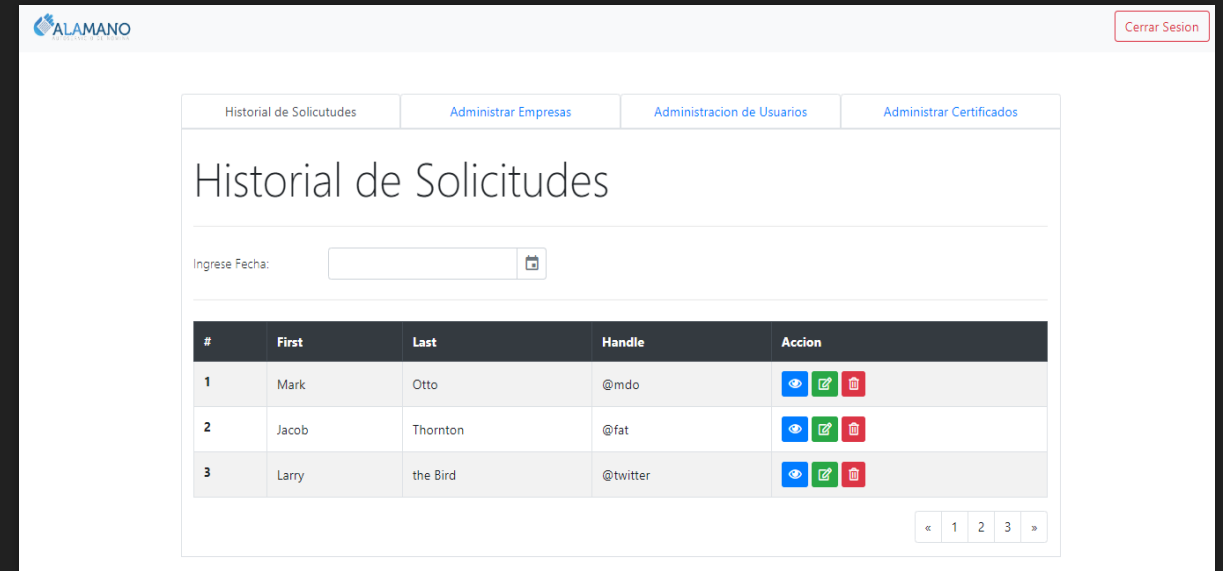 ALAMANO
Cerrar Sesion
Historial de Solicutudes Administrar Empresas Administracion de Usuarios Administrar Certificados
Historial de Solicitudes
Ingrese Fecha:
# First Last Handle Accion
1 Mark Otto @mdo
2 Jacob Thornton @fat
3 Larry the Bird @twitter
« 1 2 3 »